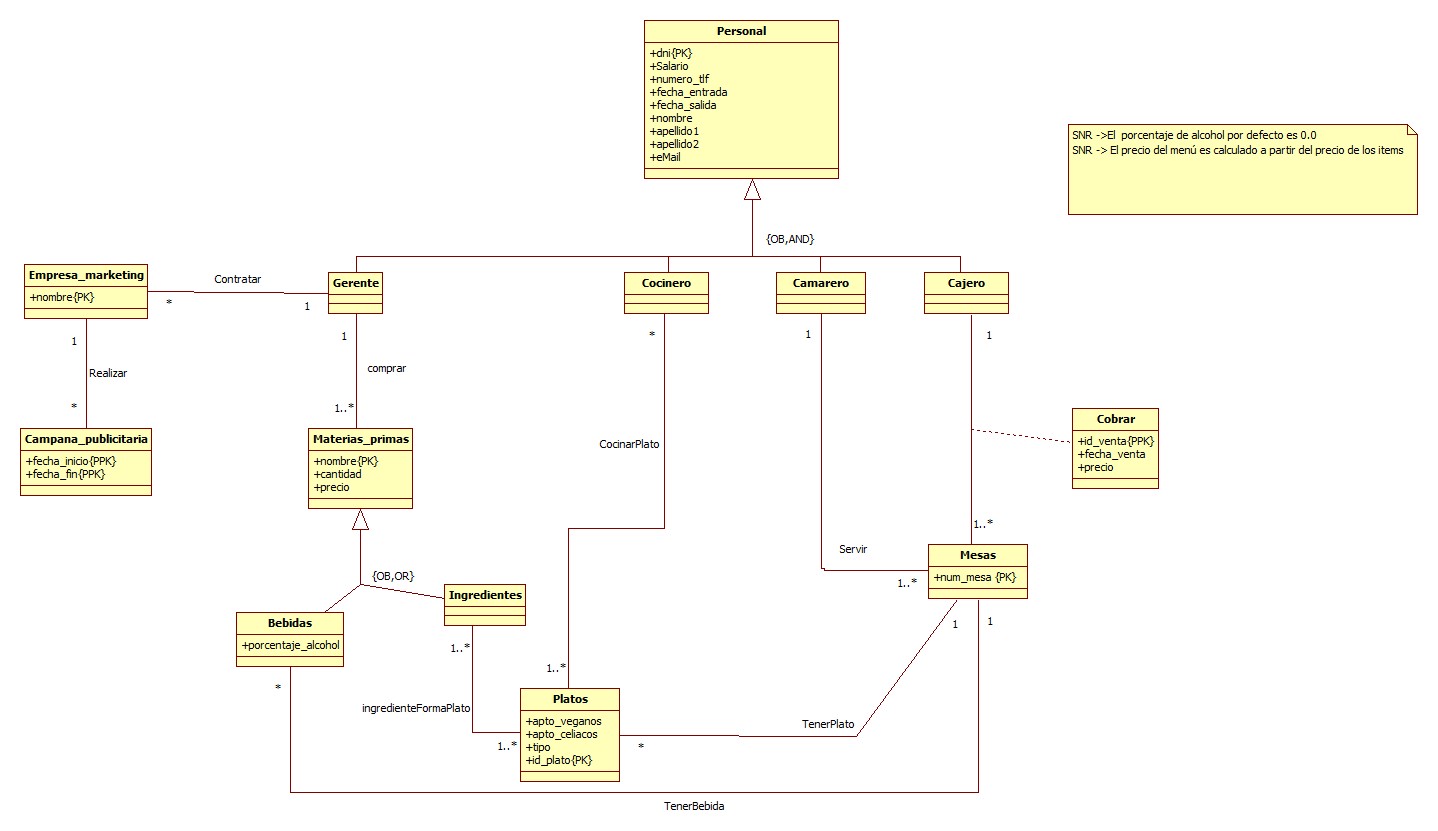 Personal
+dni{PK}
+Salario
+numero_tlf
+fecha_entrada
+fecha_salida
+nombre
+apellido1
+apellido2
+eMail
SNR ->El  porcentaje de alcohol por defecto es 0.0
SNR -> El precio del menú es calculado a partir del precio de los items
{OB,AND}
Empresa_marketing
+nombre{PK}
Contratar
*
1
Gerente
Cocinero
Camarero
Cajero
1
Realizar
*
1
comprar
1..*
*
CocinarPlato
1..*
1
Servir
1..*
1
1..*
Cobrar
+id_venta{PPK}
+fecha_venta
+precio
Campana_publicitaria
+fecha_inicio{PPK}
+fecha_fin{PPK}
Materias_primas
+nombre{PK}
+cantidad
+precio
{OB,OR}
Mesas
+num_mesa {PK}
Bebidas
+porcentaje_alcohol
Ingredientes
1..*
ingredienteFormaPlato
1..*
Platos
+apto_veganos
+apto_celiacos
+tipo
+id_plato{PK}
1
TenerPlato
*
1
*
TenerBebida